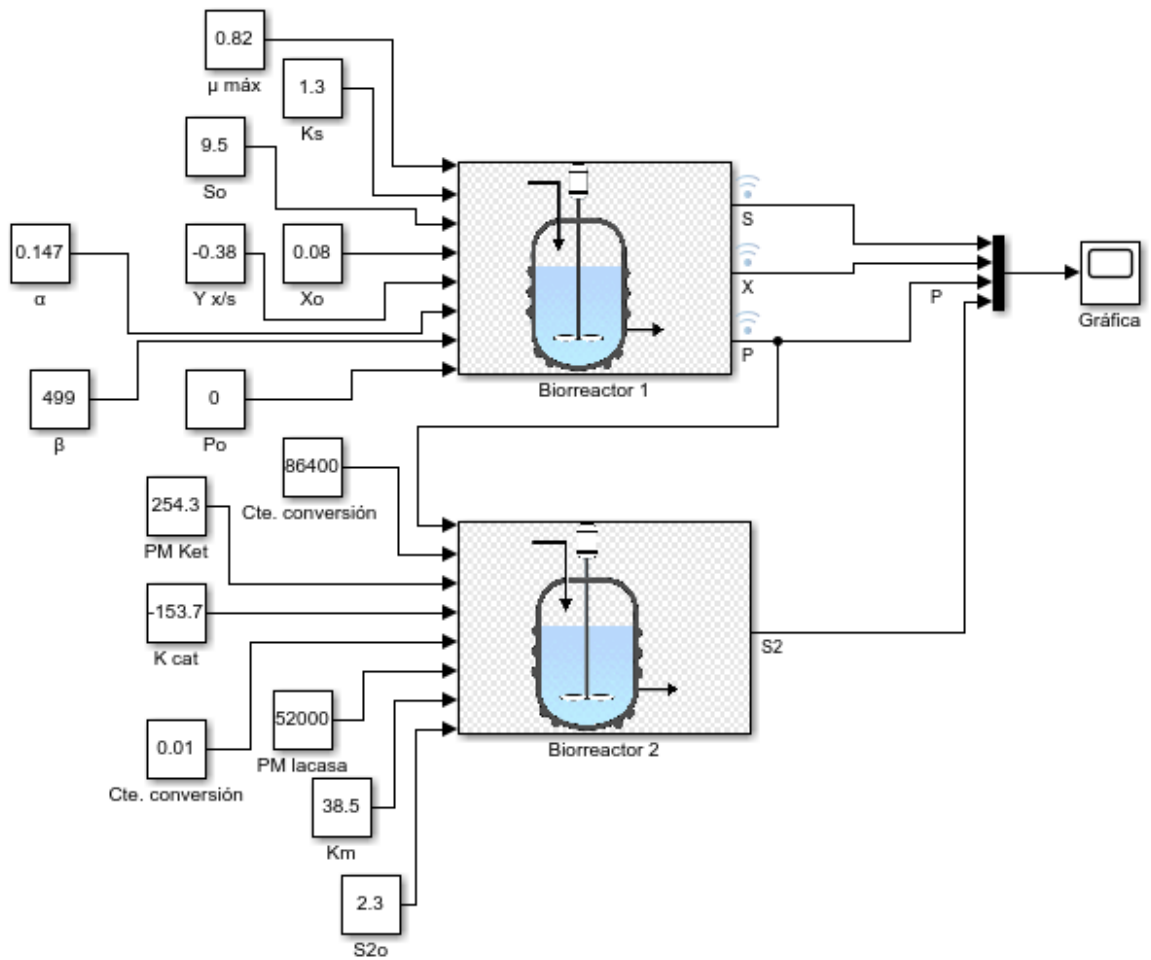 0.82
μ máx
1.3
Ks
9.5
So
0.147
α
-0.38
Y x/s
0.08
Xo
499
β
0
Po
Biorreactor 1
S
X
P
P
Gráfica
86400
Cte. conversión
254.3
PM Ket
-153.7
K cat
0.01
Cte. conversión
52000
PM lacasa
38.5
Km
2.3
S2o
Biorreactor 2
S2